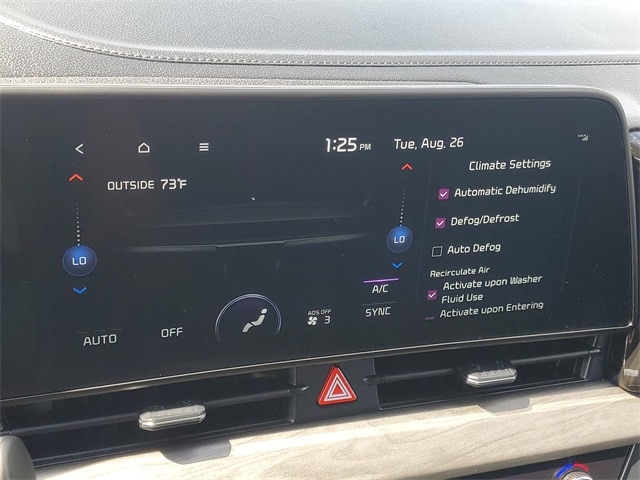 1:25 PM
Tue, Aug. 26
OUTSIDE 73°F
Climate Settings
Automatic Dehumidify
Defog/Defrost
Auto Defog
Recirculate Air
Activate upon Washer
Fluid Use
Activate upon Entering
LO
LO
A/C
SYNC
ADS OFF
3
AUTO
OFF